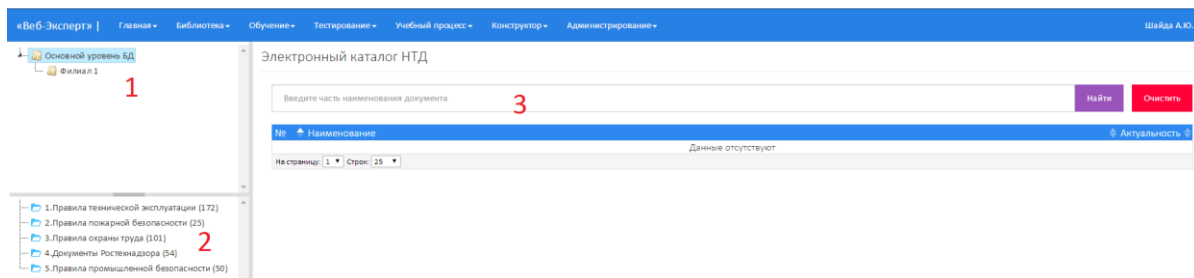 «Веб-Эксперт» | Главная Библиотека Обучение Тестирование Учебный процесс Конструктор Администрирование Шайда А.Ю.
Основной уровень БД
Филиал 1
1
1.Правила технической эксплуатации (172)
2.Правила пожарной безопасности (25)
3.Правила охраны труда (101)
4.Документы Ростехнадзора (54)
5.Правила промышленной безопасности (50)
2
Электронный каталог НТД
Введите часть наименования документа 3 Найти Очистить
№ Наименование Актуальность
Данные отсутствуют
На страницу: 1 Строк: 25